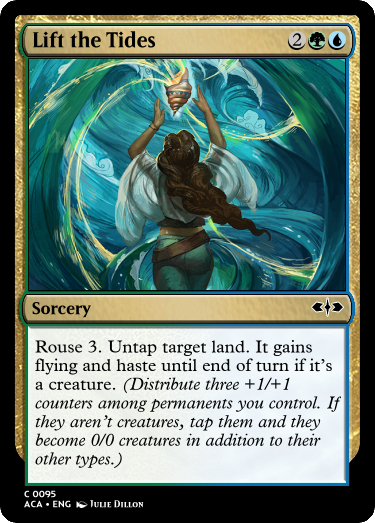 Lift the Tides 2
Sorcery
Rouse 3. Untap target land. It gains
flying and haste until end of turn if it's
a creature. (Distribute three +1/+1
counters among permanents you control. If
they aren't creatures, tap them and they
become 0/0 creatures in addition to their
other types.)
C 0095
ACA • ENG Julie Dillon